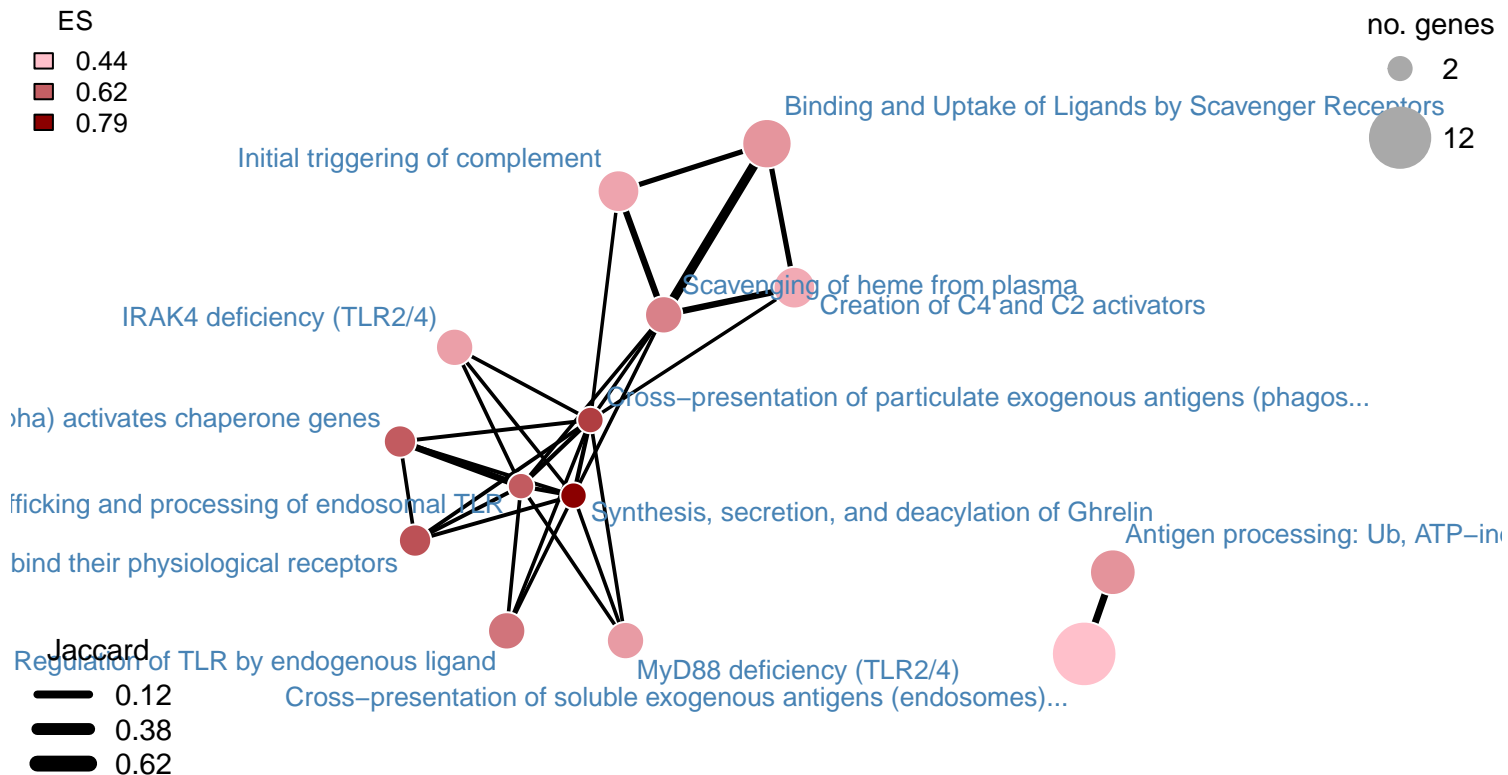 ES
0.44
0.62
0.79
no. genes
2
12
Binding and Uptake of Ligands by Scavenger Receptors
Initial triggering of complement
Scavenging of heme from plasma
Creation of C4 and C2 activators
IRAK4 deficiency (TLR2/4)
Cross−presentation of particulate exogenous antigens (phagos...
pha) activates chaperone genes
fficking and processing of endosomal TLR
Synthesis, secretion, and deacylation of Ghrelin
Antigen processing: Ub, ATP−in
bind their physiological receptors
Regulation of TLR by endogenous ligand
MyD88 deficiency (TLR2/4)
Cross−presentation of soluble exogenous antigens (endosomes)...
Jaccard
0.12
0.38
0.62